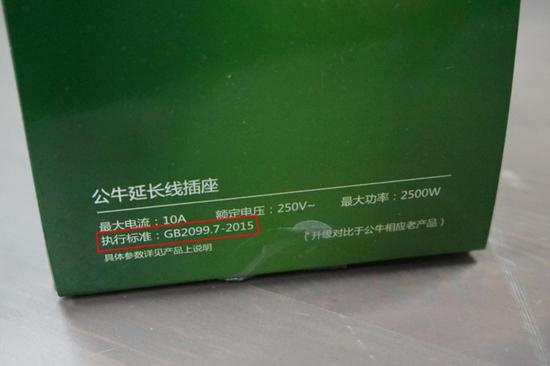 公牛延长线插座
最大电流：10A 额定电压：250V~ 最大功率：2500W
执行标准：GB2099.7-2015 （升级对比于公牛相应老产品）
具体参数详见产品上说明